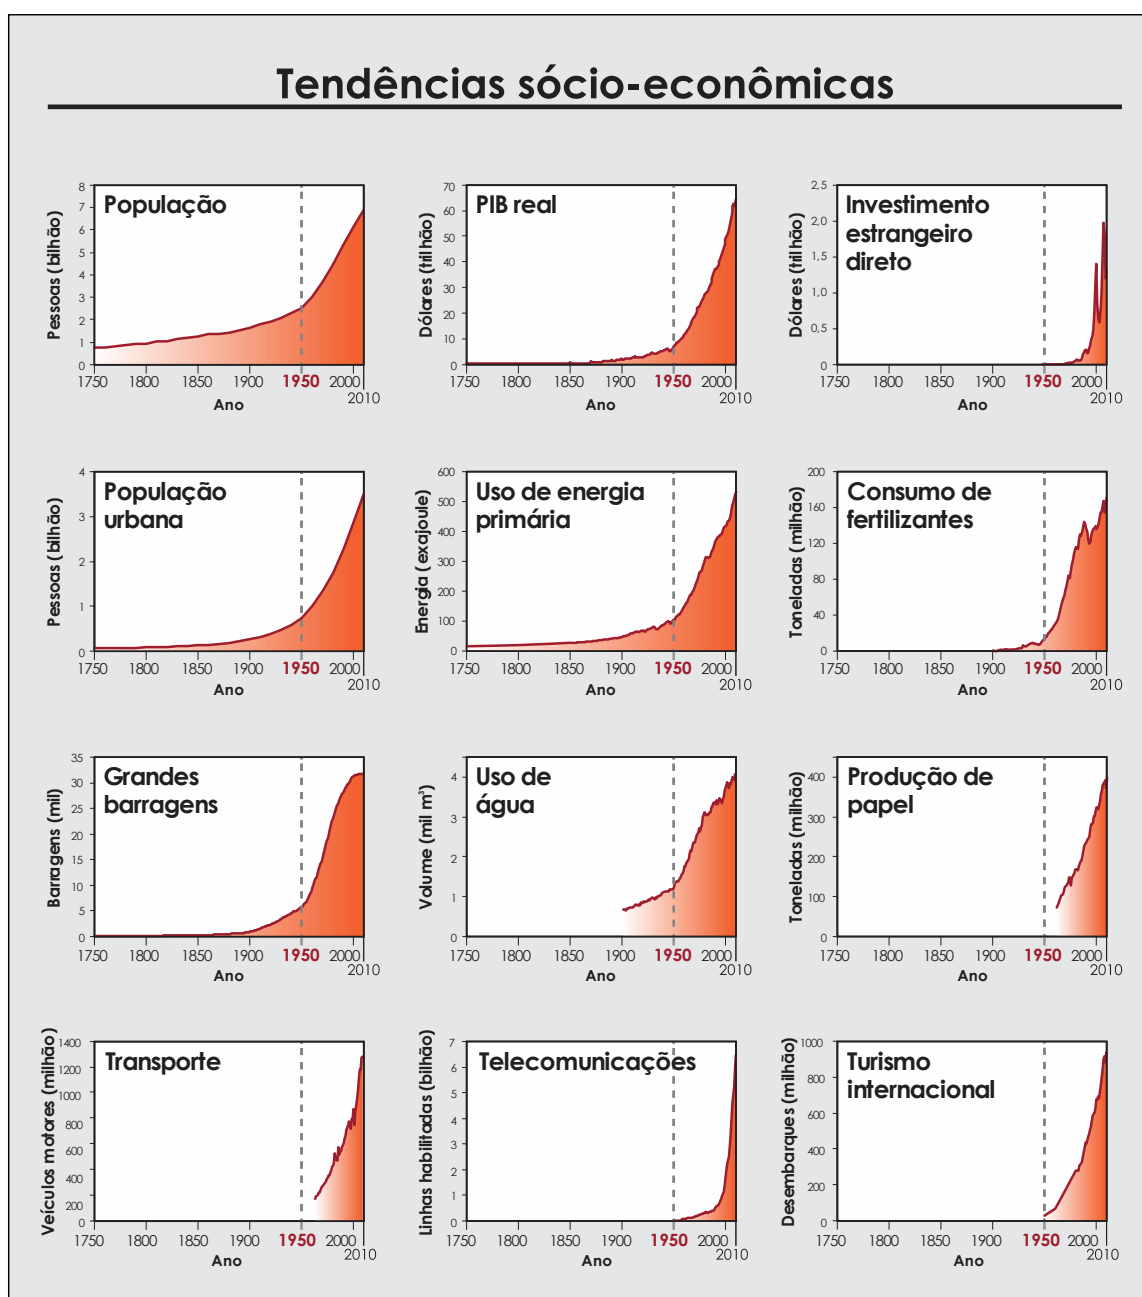 Tendências sócio-econômicas
População
Pessoas (bilhão)
8
7
6
5
4
3
2
1
0
1750 1800 1850 1900 1950 2000 2010
Ano
PIB real
Dólares (trilhão)
70
60
50
40
30
20
10
0
1750 1800 1850 1900 1950 2000 2010
Ano
Investimento
estrangeiro
direto
Dólares (trilhão)
2,5
2,0
1,5
1,0
0,5
0
1750 1800 1850 1900 1950 2000 2010
Ano
População
urbana
Pessoas (bilhão)
4
3
2
1
0
1750 1800 1850 1900 1950 2000 2010
Ano
Uso de energia
primária
Energia (exajoule)
600
500
400
300
200
100
0
1750 1800 1850 1900 1950 2000 2010
Ano
Consumo de
fertilizantes
Toneladas (milhão)
200
160
120
80
40
0
1750 1800 1850 1900 1950 2000 2010
Ano
Grandes
barragens
Barragens (mil)
35
30
25
20
15
10
5
0
1750 1800 1850 1900 1950 2000 2010
Ano
Uso de
água
Volume (mil m³)
4
3
2
1
0
1750 1800 1850 1900 1950 2000 2010
Ano
Produção de
papel
Toneladas (milhão)
400
300
200
100
0
1750 1800 1850 1900 1950 2000 2010
Ano
Transporte
Veículos motores (milhão)
1400
1200
1000
800
600
400
200
0
1750 1800 1850 1900 1950 2000 2010
Ano
Telecomunicações
Linhas habilitadas (bilhão)
7
6
5
4
3
2
1
0
1750 1800 1850 1900 1950 2000 2010
Ano
Turismo
internacional
Desembarques (milhão)
1000
800
600
400
200
0
1750 1800 1850 1900 1950 2000 2010
Ano